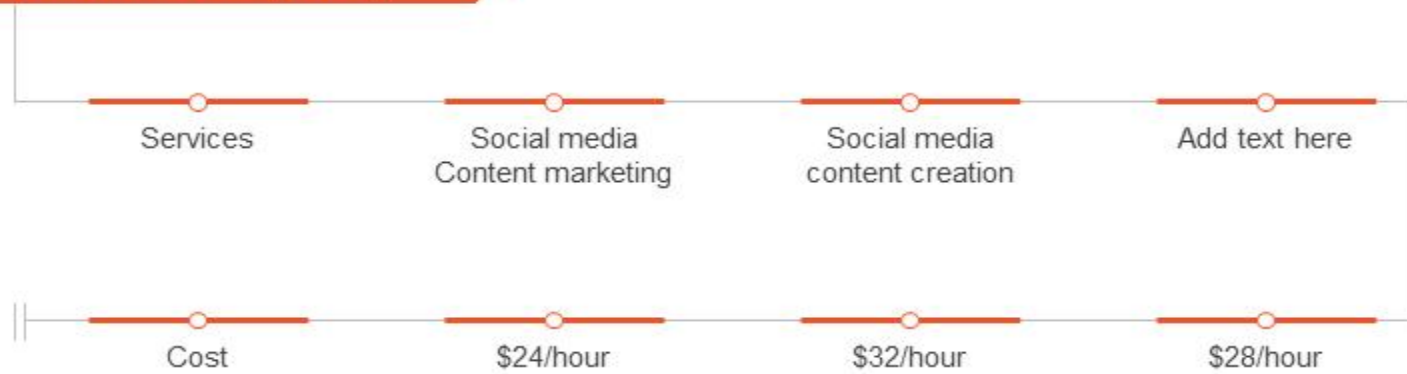 Services
Social media
Content marketing
Social media
content creation
Add text here
Cost
$24/hour
$32/hour
$28/hour